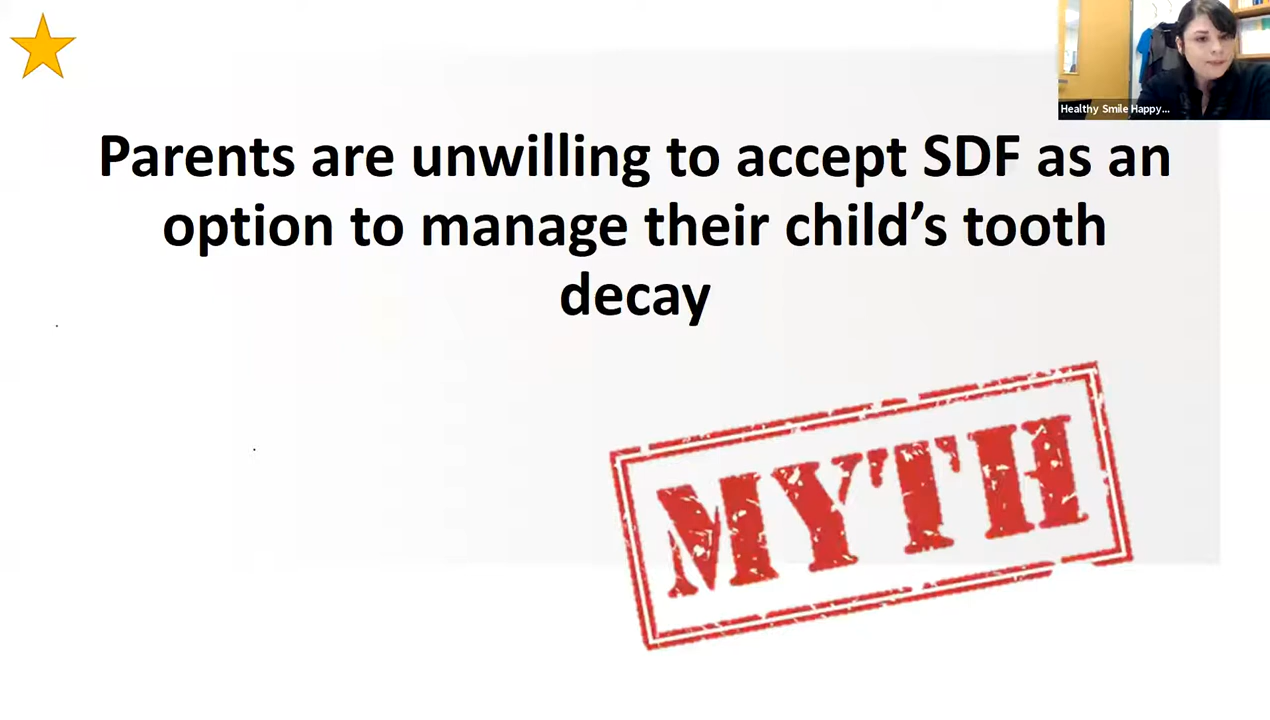 Healthy Smile Happy...
Parents are unwilling to accept SDF as an
option to manage their child’s tooth
decay
MYTH